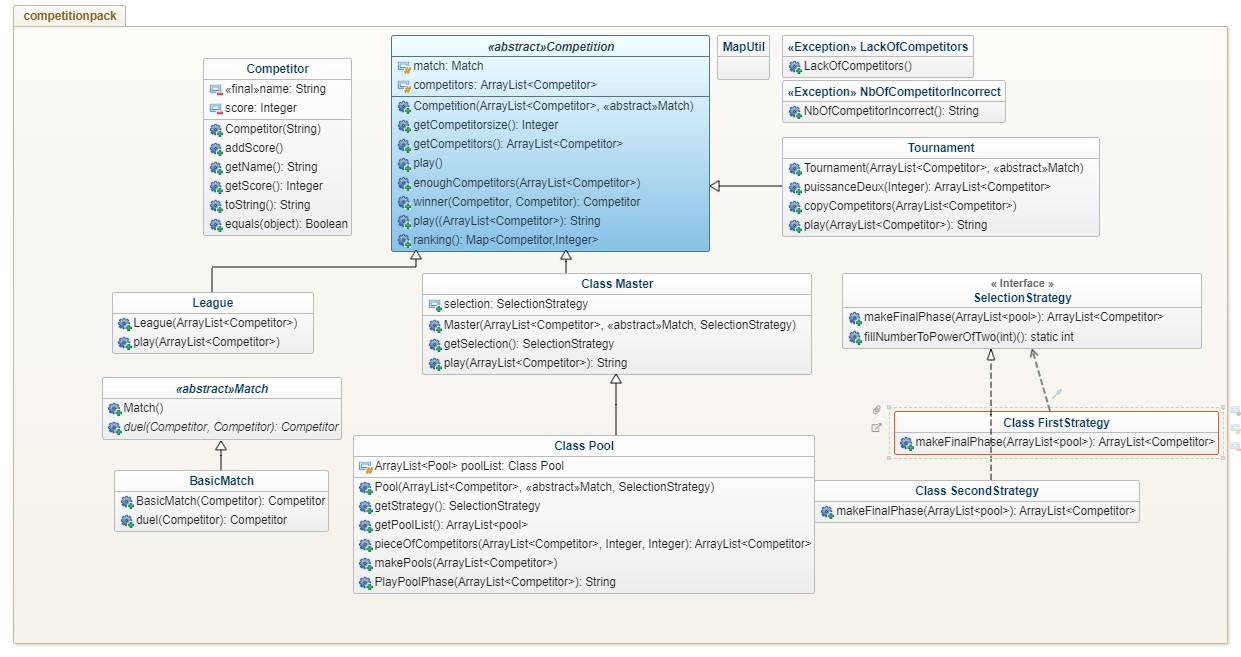 competitionpack
Competitor
«final»name: String
score: Integer
Competitor(String)
addScore()
getName(): String
getScore(): Integer
toString(): String
equals(object): Boolean
«abstract»Competition
match: Match
competitors: ArrayList<Competitor>
Competition(ArrayList<Competitor>, «abstract»Match)
getCompetitorsize(): Integer
getCompetitors(): ArrayList<Competitor>
play()
enoughCompetitors(ArrayList<Competitor>)
winner(Competitor, Competitor): Competitor
play((ArrayList<Competitor>): String
ranking(): Map<Competitor,Integer>
MapUtil
«Exception» LackOfCompetitors
LackOfCompetitors()
«Exception» NbOfCompetitorIncorrect
NbOfCompetitorIncorrect(): String
Tournament
Tournament(ArrayList<Competitor>, «abstract»Match)
puissanceDeux(Integer): ArrayList<Competitor>
copyCompetitors(ArrayList<Competitor>)
play(ArrayList<Competitor>): String
League
League(ArrayList<Competitor>)
play(ArrayList<Competitor>)
Class Master
selection: SelectionStrategy
Master(ArrayList<Competitor>, «abstract»Match, SelectionStrategy)
getSelection(): SelectionStrategy
play(ArrayList<Competitor>): String
« Interface »
SelectionStrategy
makeFinalPhase(ArrayList<pool>): ArrayList<Competitor>
fillNumberToPowerOfTwo(int)(): static int
«abstract»Match
Match()
duel(Competitor, Competitor): Competitor
BasicMatch
BasicMatch(Competitor): Competitor
duel(Competitor): Competitor
Class Pool
ArrayList<Pool> poolList: Class Pool
Pool(ArrayList<Competitor>, «abstract»Match, SelectionStrategy)
getStrategy(): SelectionStrategy
getPoolList(): ArrayList<pool>
pieceOfCompetitors(ArrayList<Competitor>, Integer, Integer): ArrayList<Competitor>
makePools(ArrayList<Competitor>)
PlayPoolPhase(ArrayList<Competitor>): String
Class FirstStrategy
makeFinalPhase(ArrayList<pool>): ArrayList<Competitor>
Class SecondStrategy
makeFinalPhase(ArrayList<pool>): ArrayList<Competitor>